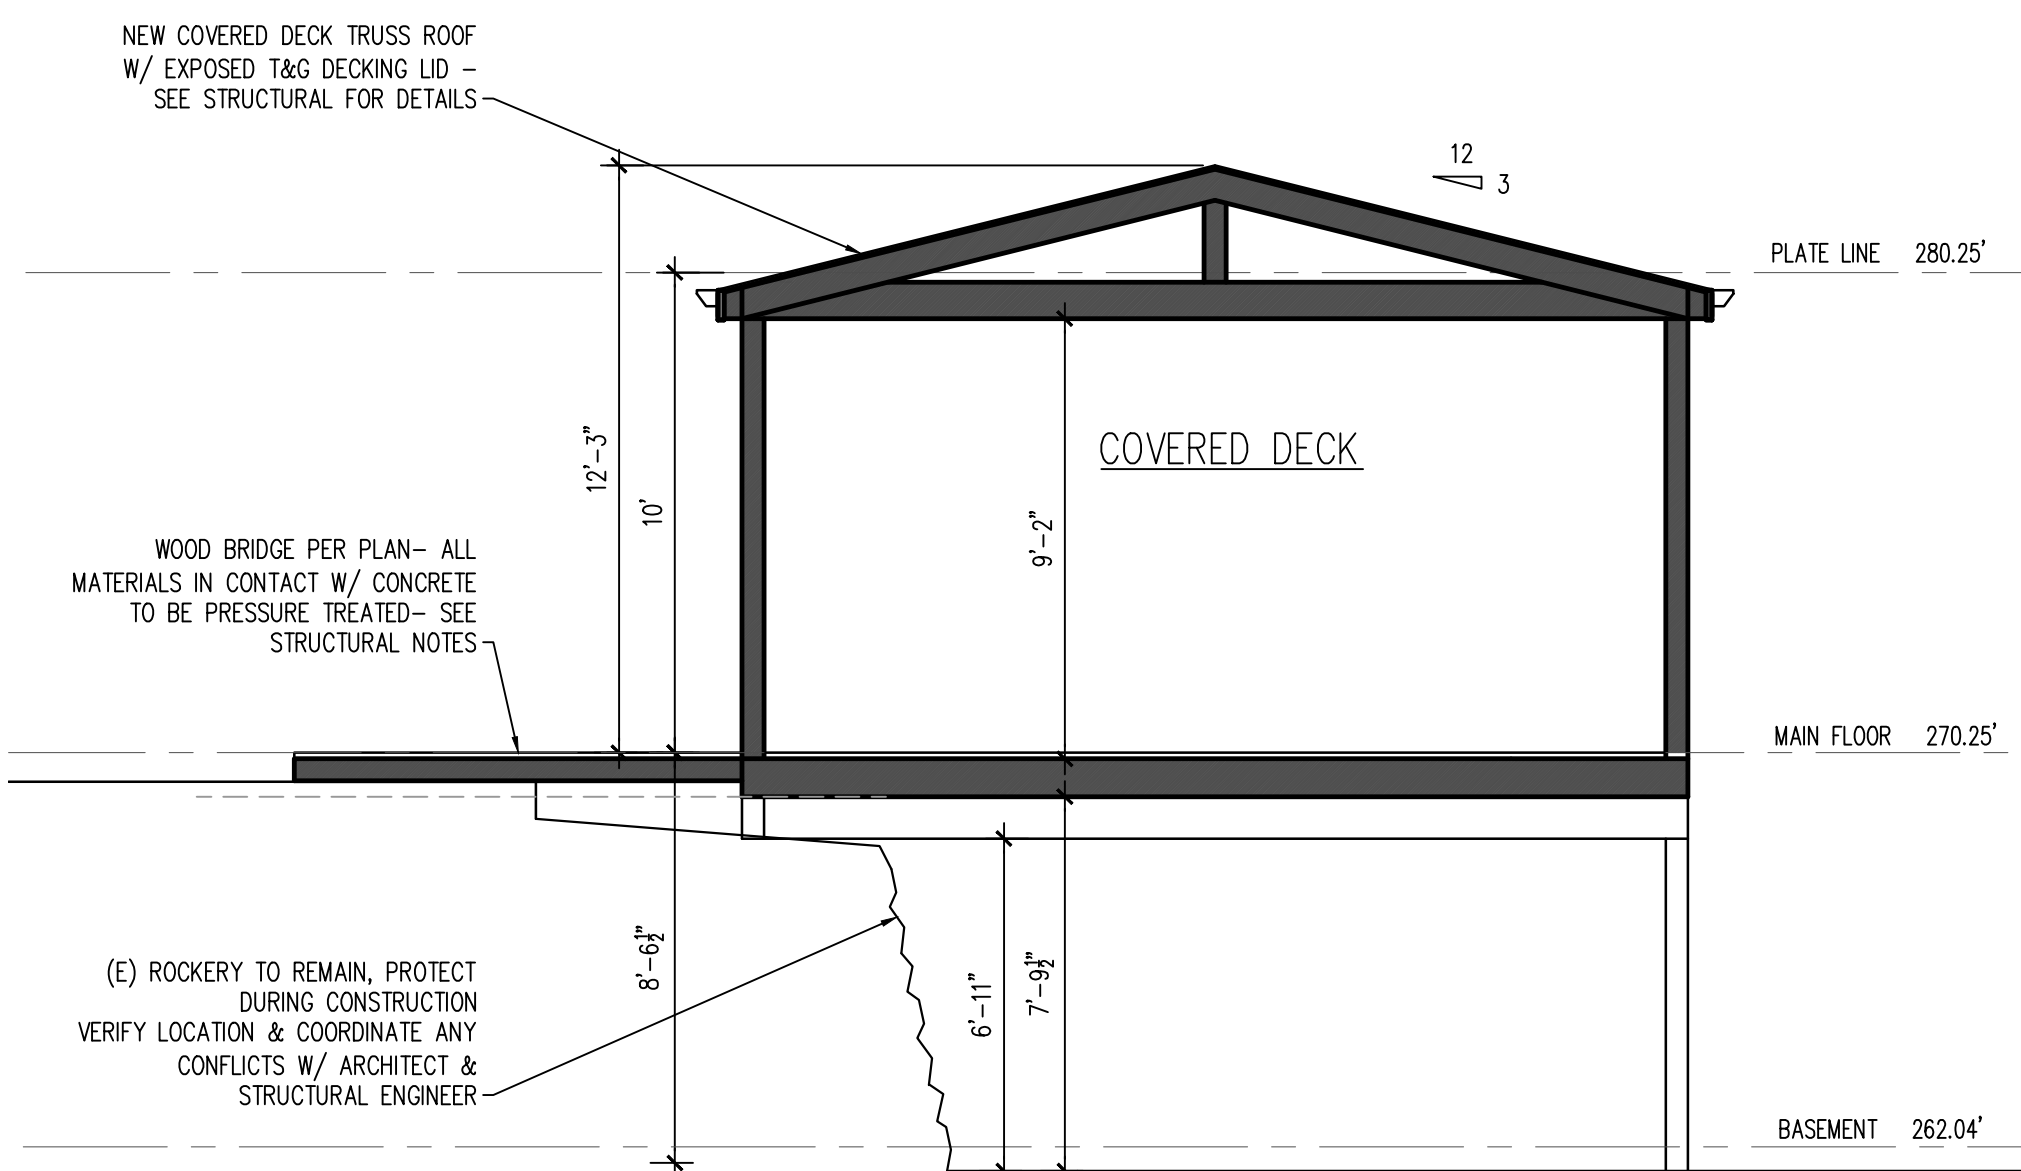 NEW COVERED DECK TRUSS ROOF
W/ EXPOSED T&G DECKING LID –
SEE STRUCTURAL FOR DETAILS
12
3
PLATE LINE 280.25'
12'–3"
10'
COVERED DECK
9'–2"
WOOD BRIDGE PER PLAN– ALL
MATERIALS IN CONTACT W/ CONCRETE
TO BE PRESSURE TREATED– SEE
STRUCTURAL NOTES
MAIN FLOOR 270.25'
8'–6½"
6'–11"
7'–9½"
(E) ROCKERY TO REMAIN, PROTECT
DURING CONSTRUCTION
VERIFY LOCATION & COORDINATE ANY
CONFLICTS W/ ARCHITECT &
STRUCTURAL ENGINEER
BASEMENT 262.04'